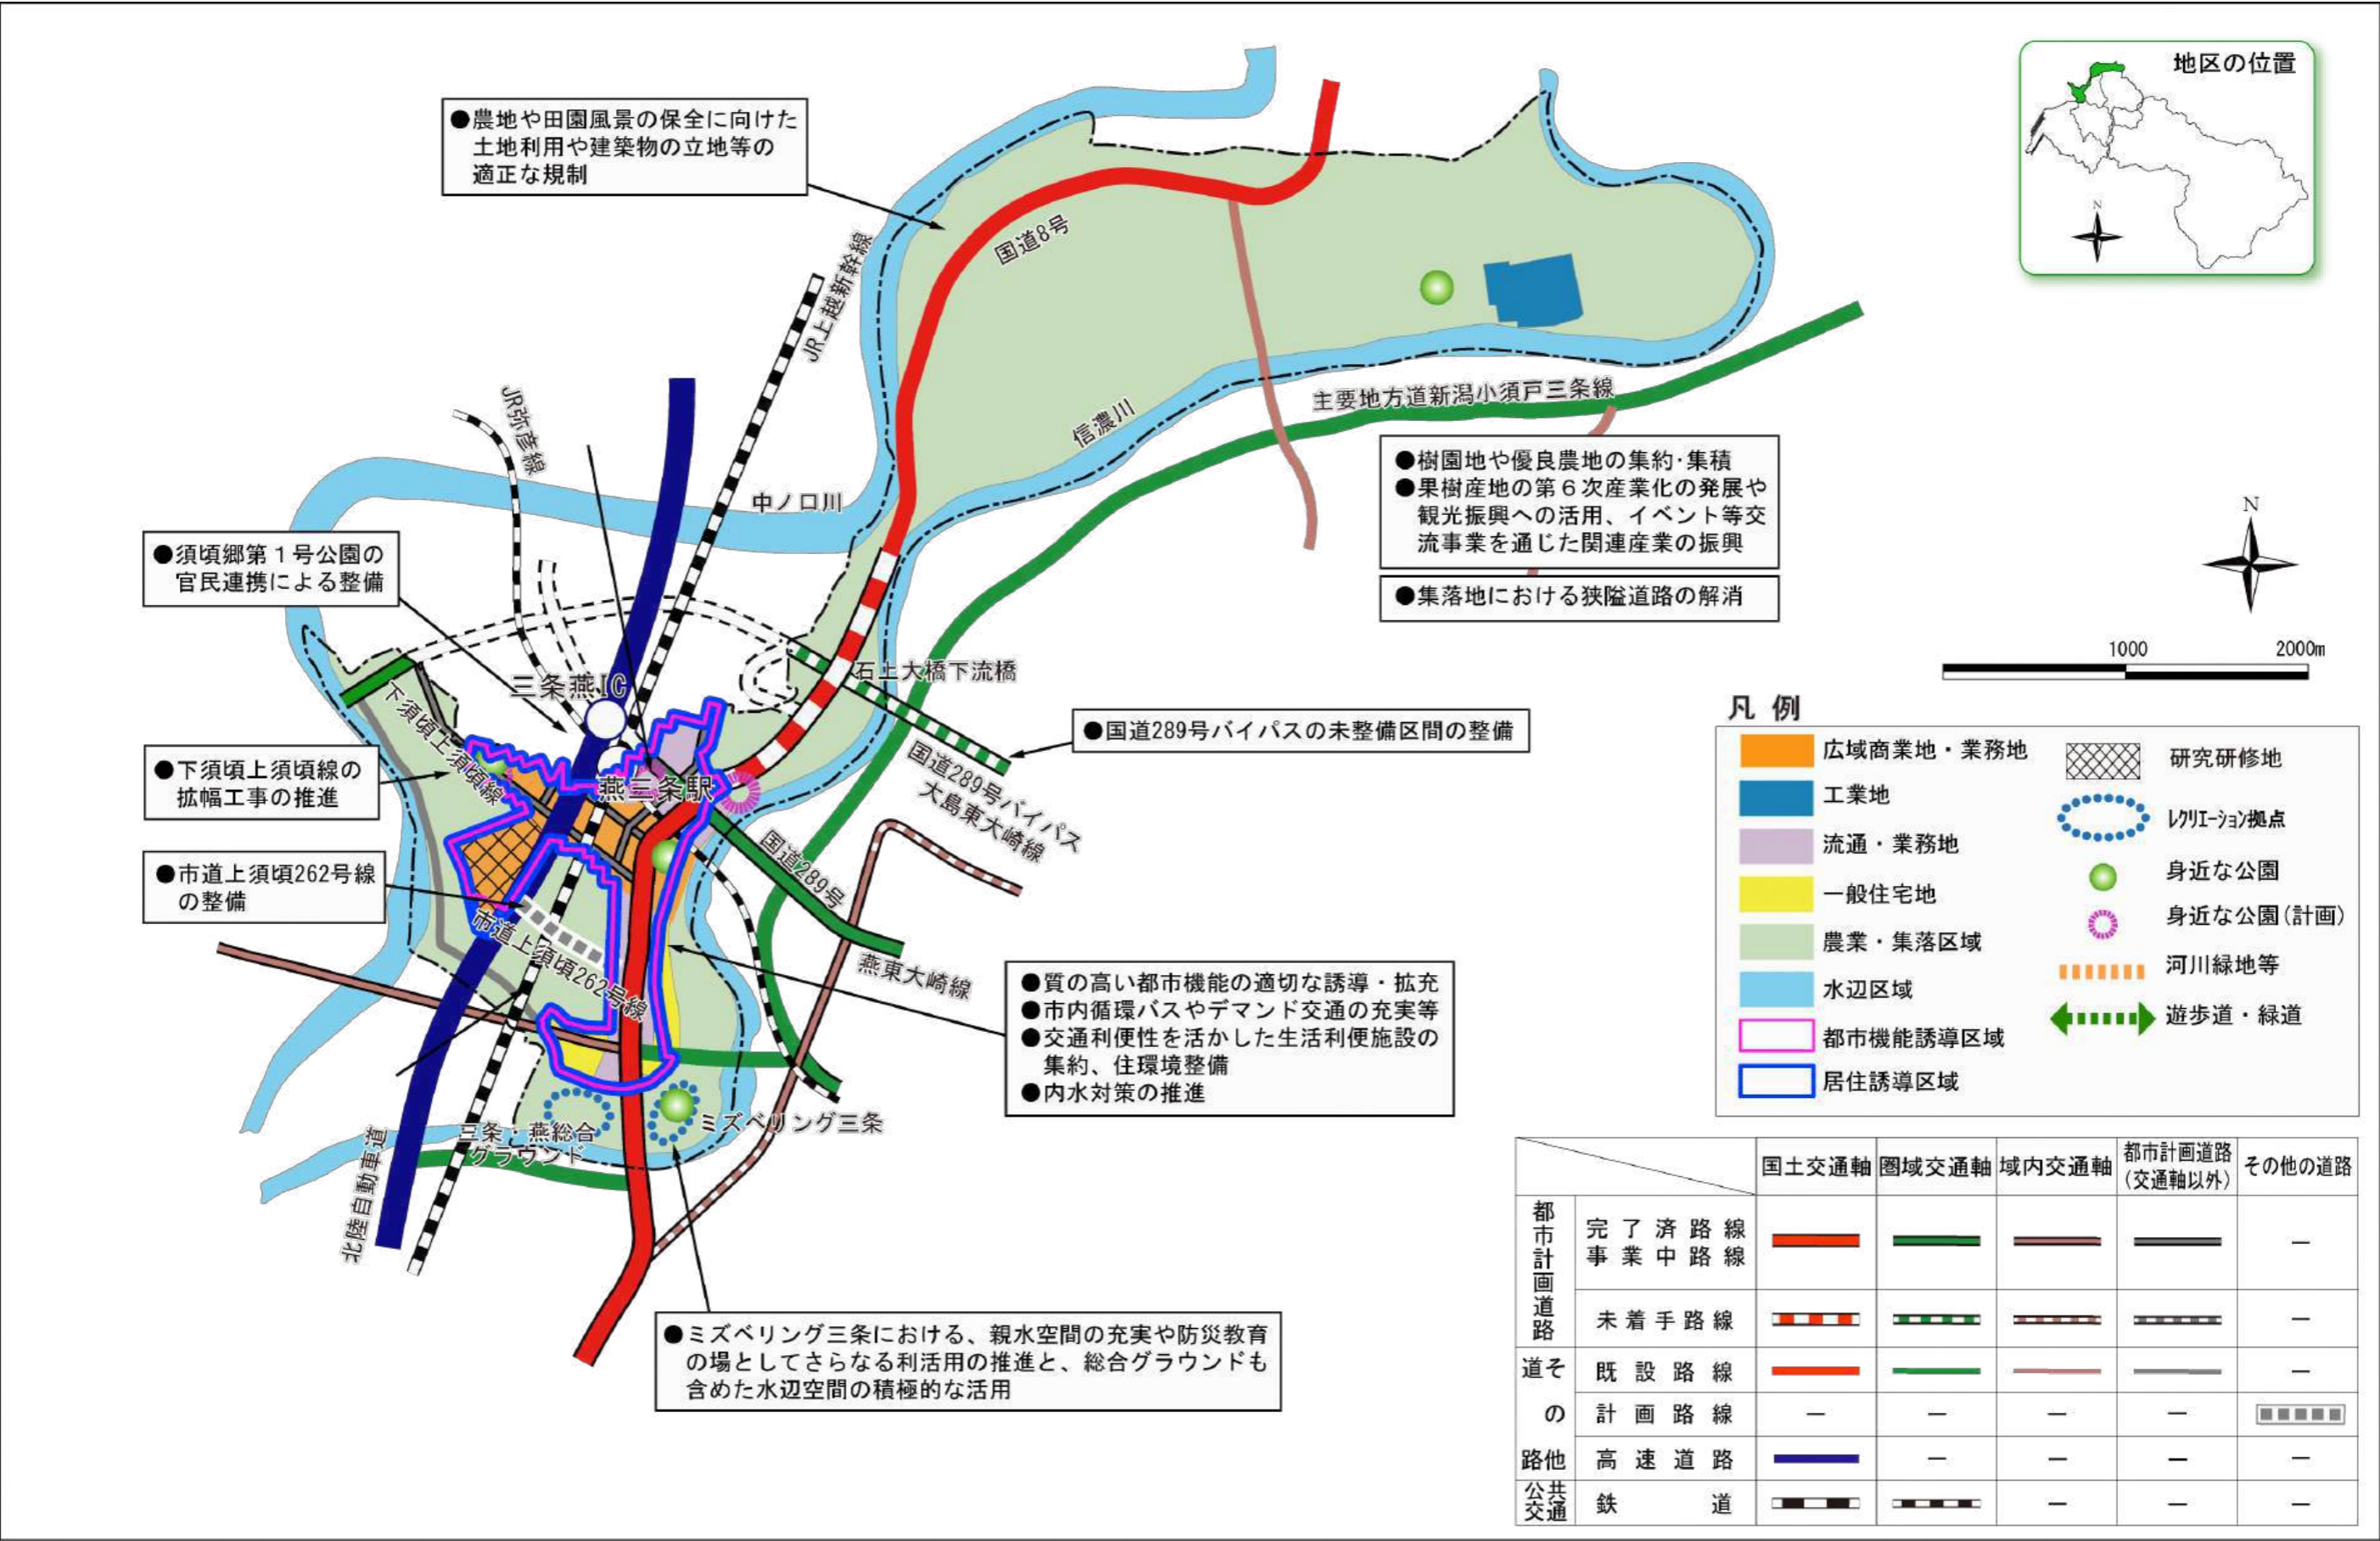 地区の位置
N
●農地や田園風景の保全に向けた
土地利用や建築物の立地等の
適正な規制
国道8号
JR上越新幹線
JR弥彦線
主要地方道新潟小須戸三条線
信濃川
中ノ口川
●樹園地や優良農地の集約・集積
●果樹産地の第6次産業化の発展や
観光振興への活用、イベント等交
流事業を通じた関連産業の振興
●集落地における狭隘道路の解消
●須頃郷第1号公園の
官民連携による整備
N
1000 2000m
三条燕IC
石上大橋下流橋
下須頃上須頃線
●国道289号バイパスの未整備区間の整備
●下須頃上須頃線の
拡幅工事の推進
燕三条駅
国道289号バイパス
大島東大崎線
国道289号
●市道上須頃262号線
の整備
市道上須頃262号線
燕東大崎線
●質の高い都市機能の適切な誘導・拡充
●市内循環バスやデマンド交通の充実等
●交通利便性を活かした生活利便施設の
集約、住環境整備
●内水対策の推進
三条・燕総合
グラウンド
ミズベリング三条
北陸自動車道
●ミズベリング三条における、親水空間の充実や防災教育
の場としてさらなる利活用の推進と、総合グラウンドも
含めた水辺空間の積極的な活用
凡 例
広域商業地・業務地
工業地
流通・業務地
一般住宅地
農業・集落区域
水辺区域
都市機能誘導区域
居住誘導区域
研究研修地
レクリエーション拠点
身近な公園
身近な公園(計画)
河川緑地等
遊歩道・緑道
国土交通軸 圏域交通軸 域内交通軸 都市計画道路(交通軸以外) その他の道路
都市計画道路
完了済路線
事業中路線 —
未着手路線 —
その他道路
既設路線 —
計画路線 — — — —
高速道路 — — — —
公共交通
鉄道 — — —